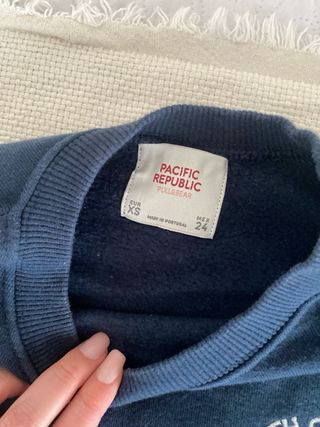 PACIFIC
REPUBLIC
PULL&BEAR
EUR
XS
MADE IN PORTUGAL
MEX
24